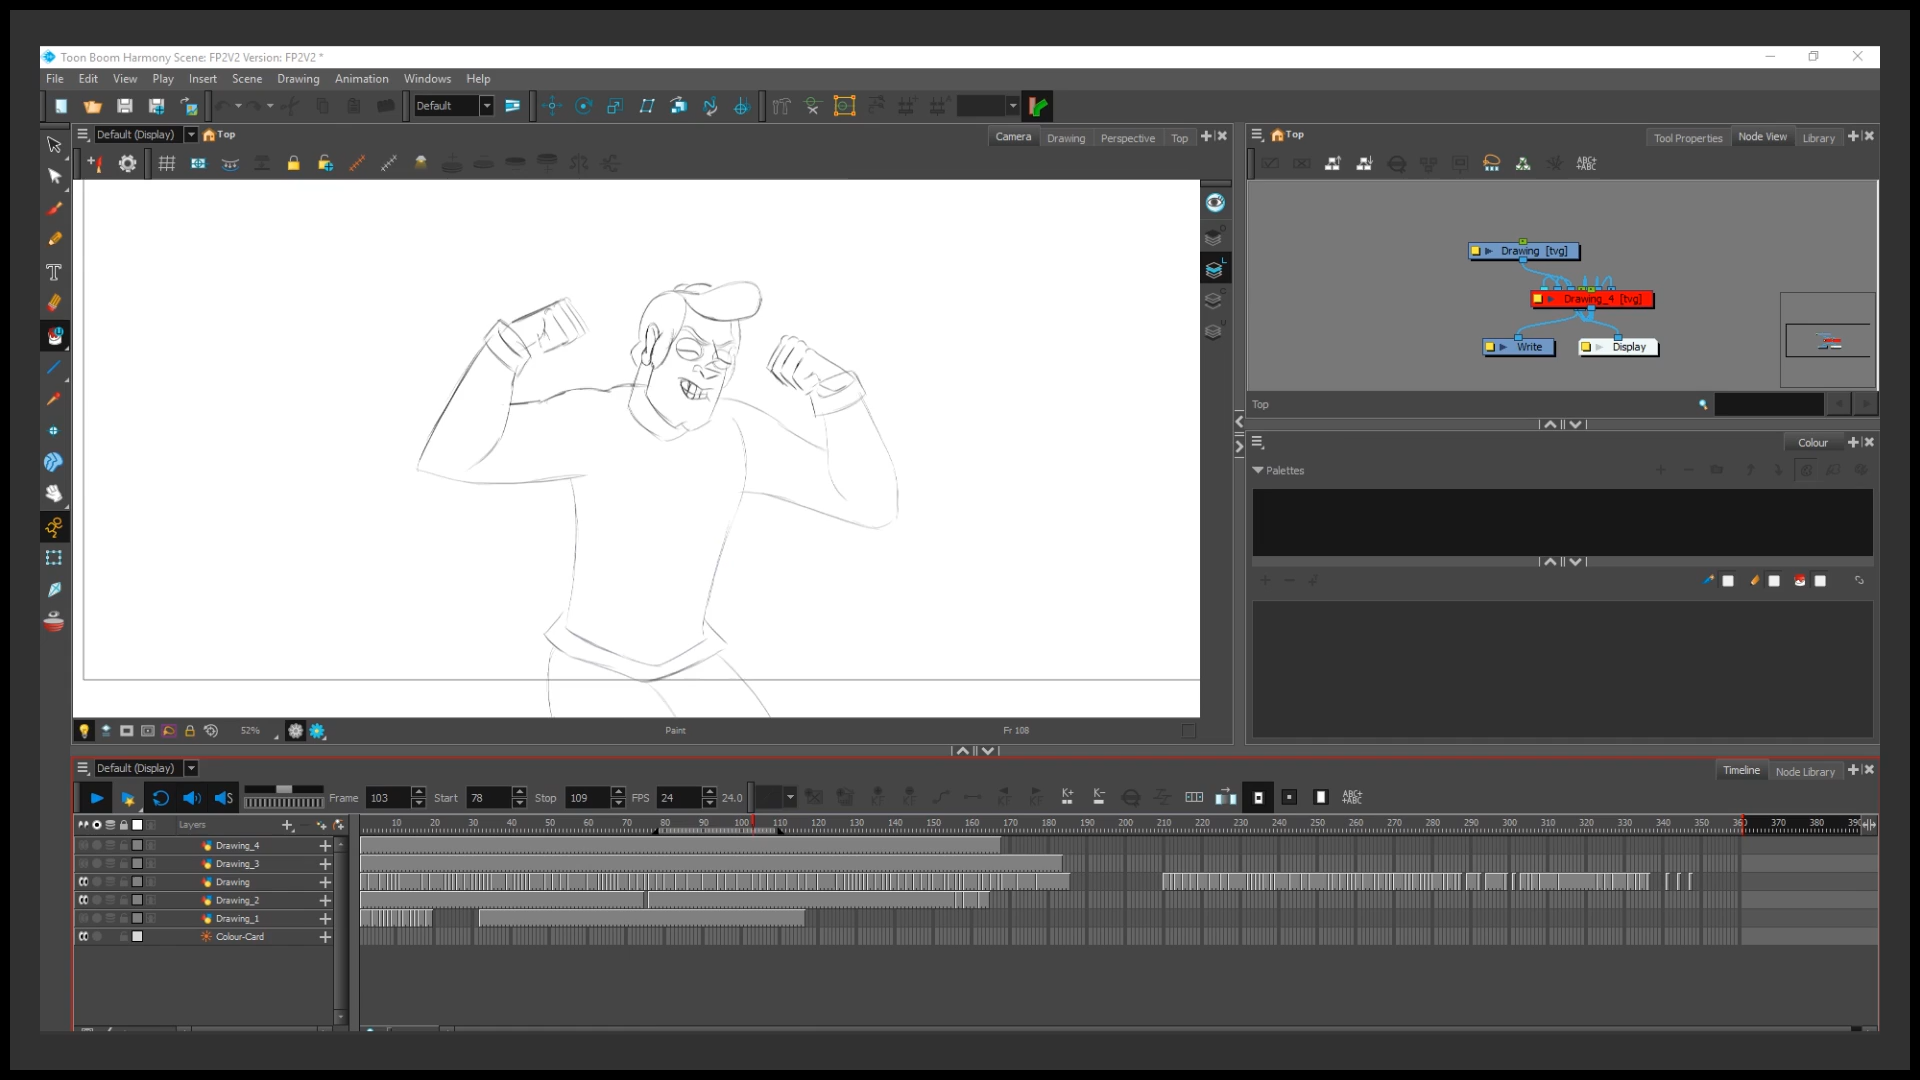 Toon Boom Harmony Scene: FP2V2 Version: FP2V2 *
File Edit View Play Insert Scene Drawing Animation Windows Help
Default
Default (Display) Top
Camera Drawing Perspective Top
Top
Tool Properties Node View Library
ABC+ +ABC
Drawing [tvg]
Drawing_4 [tvg]
Write Display
Top
Colour
Palettes
52% Paint Fr 108
Default (Display)
Timeline Node Library
Frame 103 Start 78 Stop 109 FPS 24 24.0
ABC+ +ABC
Layers
10 20 30 40 50 60 70 80 90 100 110 120 130 140 150 160 170 180 190 200 210 220 230 240 250 260 270 280 290 300 310 320 330 340 350 360 370 380 390
Drawing_4
Drawing_3
Drawing
Drawing_2
Drawing_1
Colour-Card